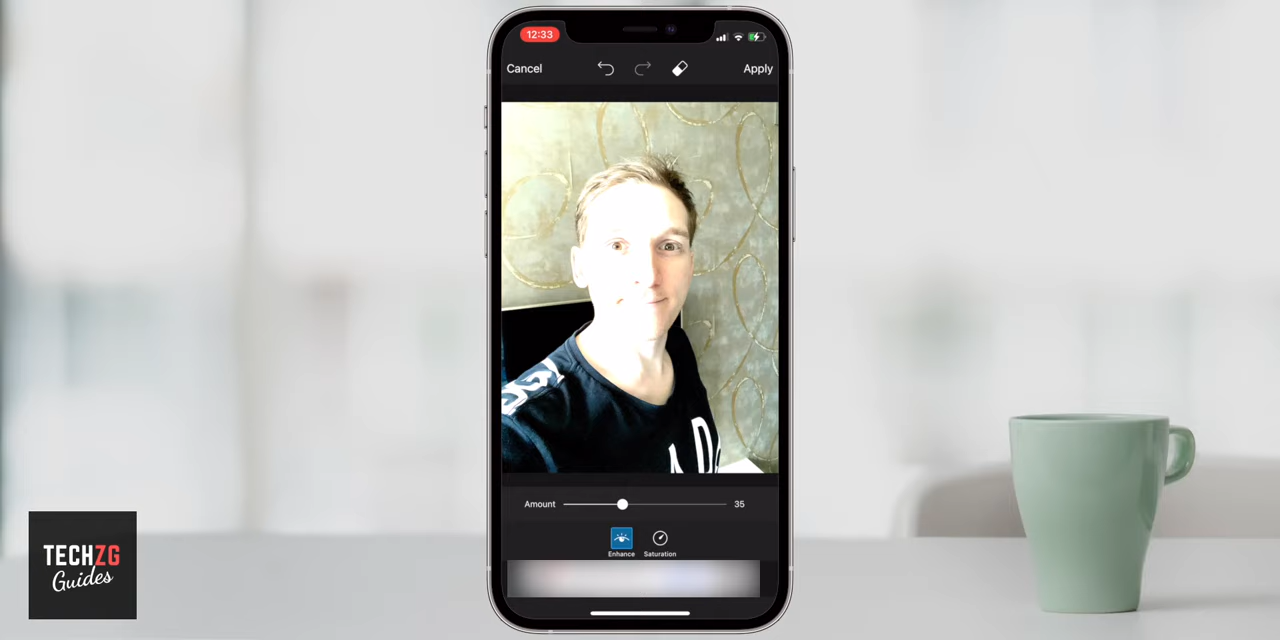 12:33
Cancel
Apply
Amount
35
Enhance
Saturation
TECHZG
Guides